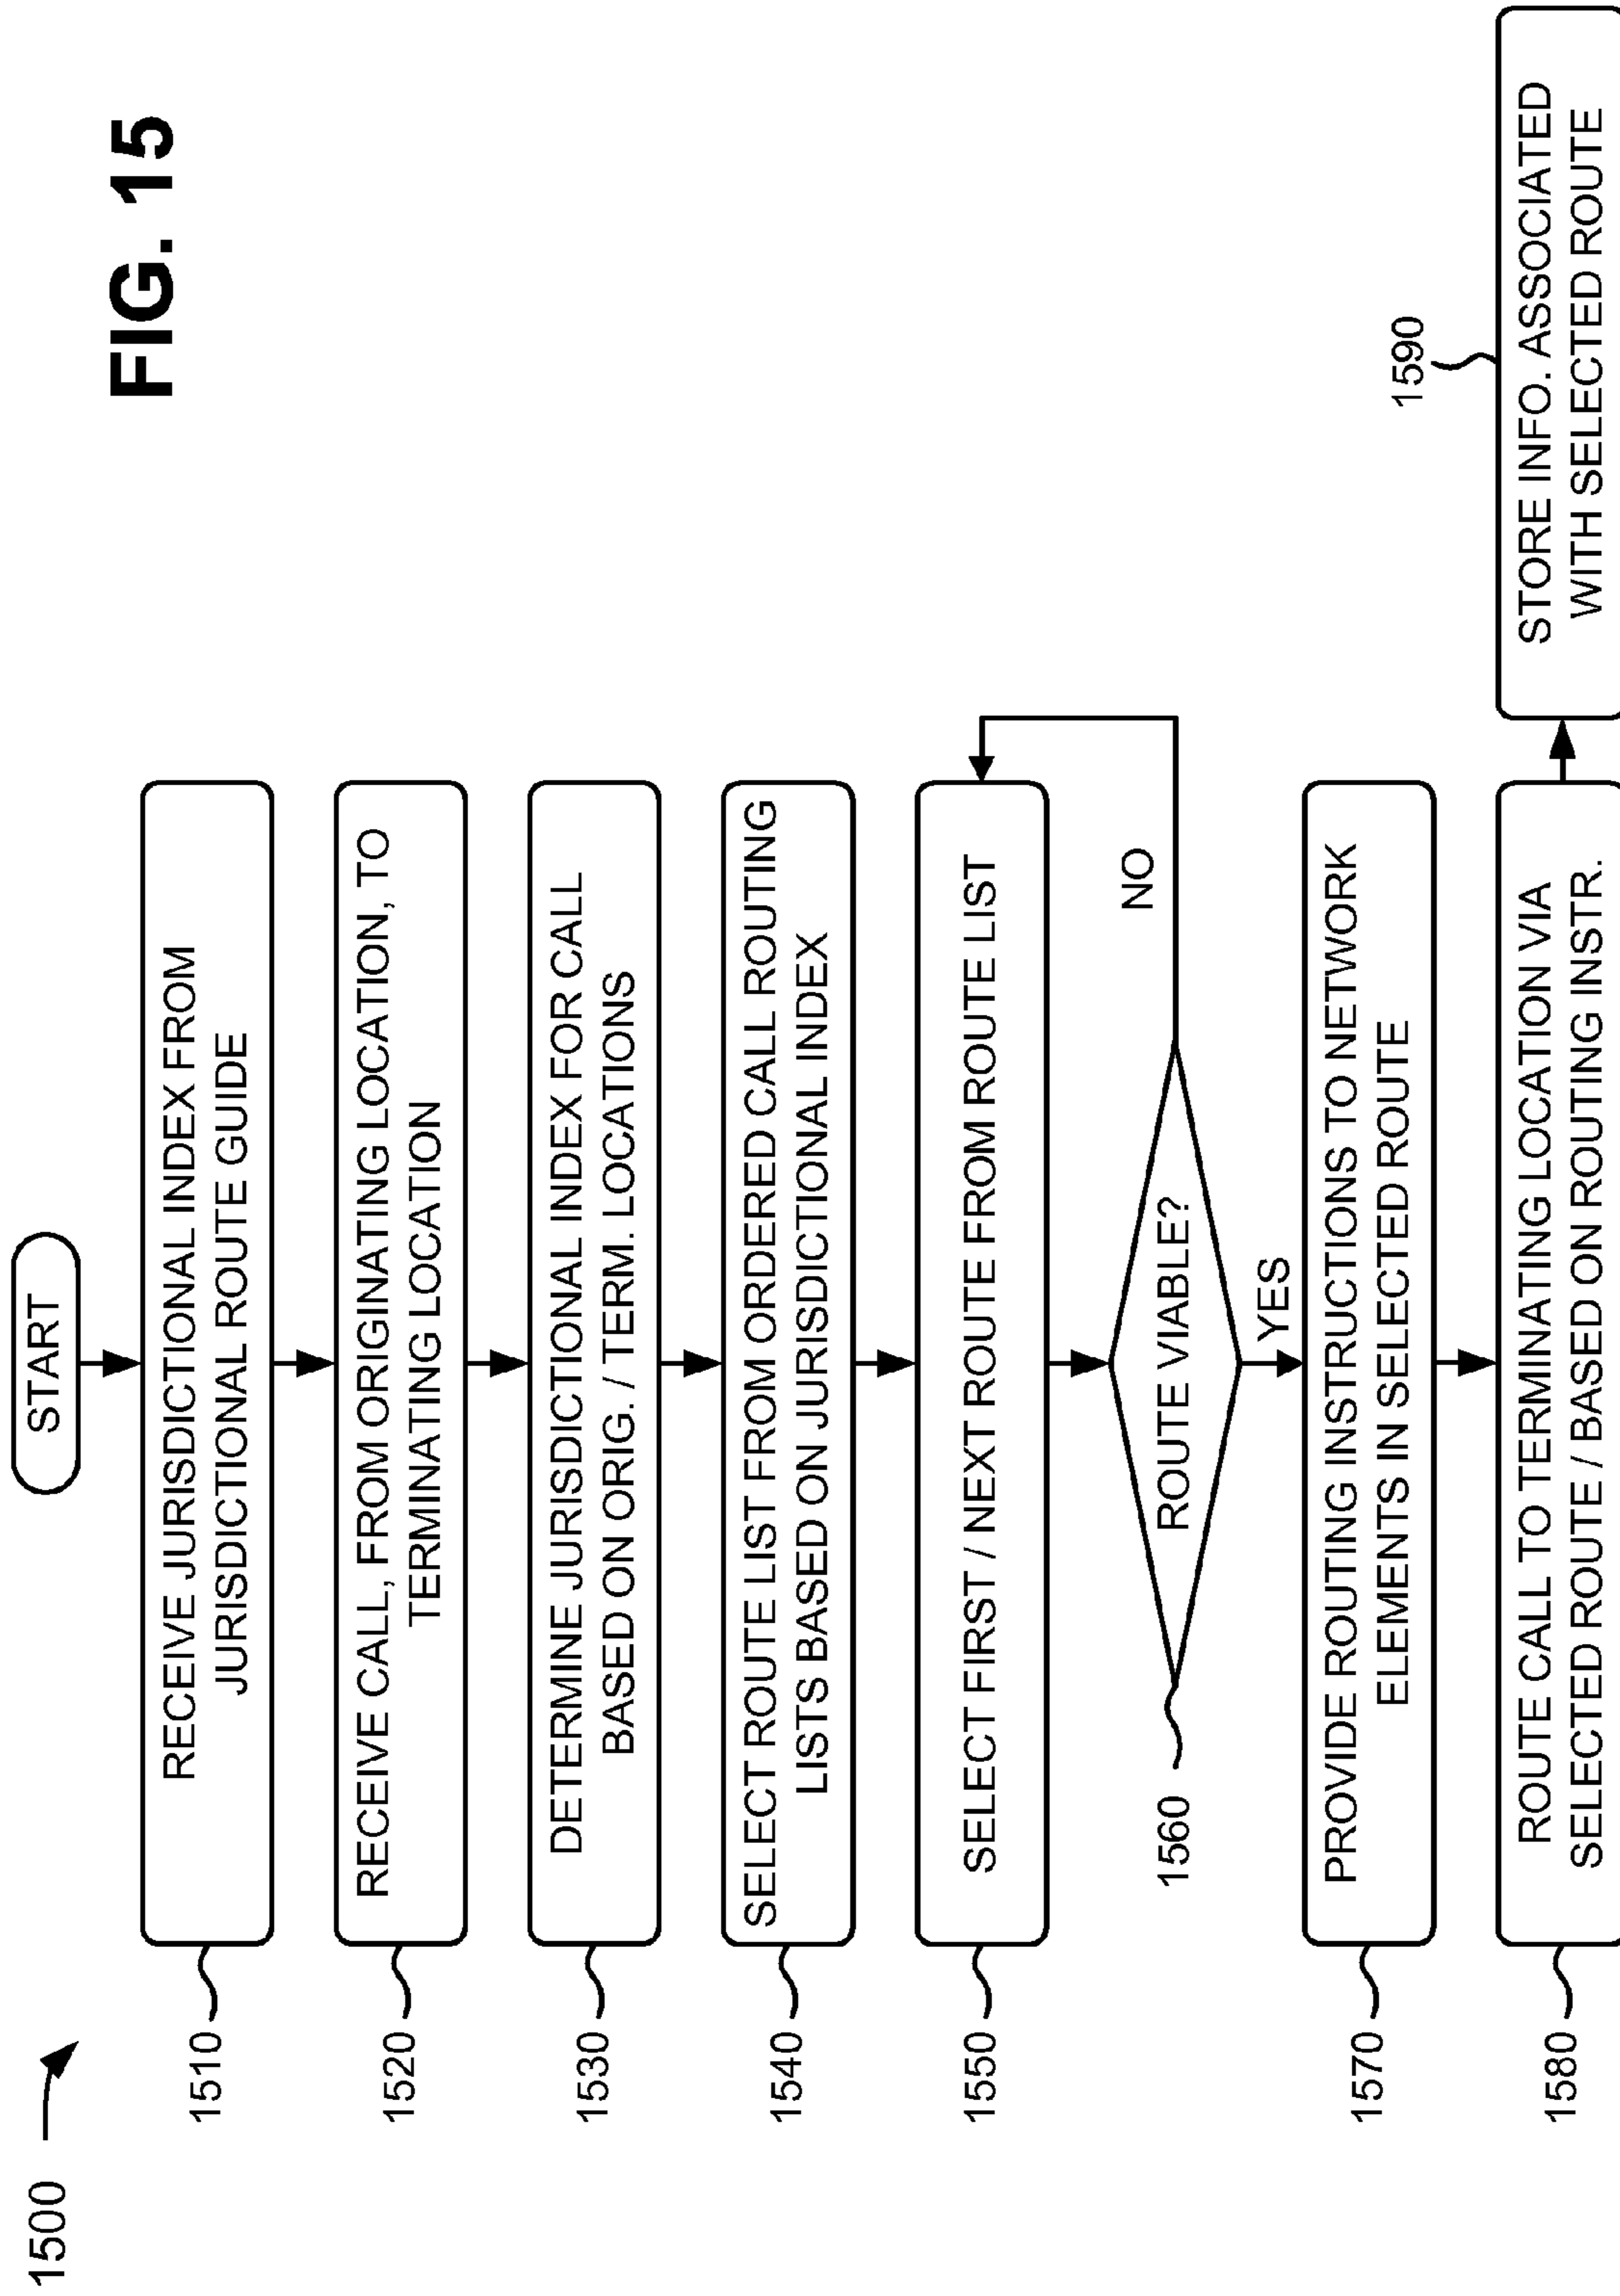 FIG. 15
1500
START
1510
RECEIVE JURISDICTIONAL INDEX FROM
JURISDICTIONAL ROUTE GUIDE
1520
RECEIVE CALL, FROM ORIGINATING LOCATION, TO
TERMINATING LOCATION
1530
DETERMINE JURISDICTIONAL INDEX FOR CALL
BASED ON ORIG. / TERM. LOCATIONS
1540
SELECT ROUTE LIST FROM ORDERED CALL ROUTING
LISTS BASED ON JURISDICTIONAL INDEX
1550
SELECT FIRST / NEXT ROUTE FROM ROUTE LIST
1560
ROUTE VIABLE?
NO
YES
1570
PROVIDE ROUTING INSTRUCTIONS TO NETWORK
ELEMENTS IN SELECTED ROUTE
1580
ROUTE CALL TO TERMINATING LOCATION VIA
SELECTED ROUTE / BASED ON ROUTING INSTR.
1590
STORE INFO. ASSOCIATED
WITH SELECTED ROUTE